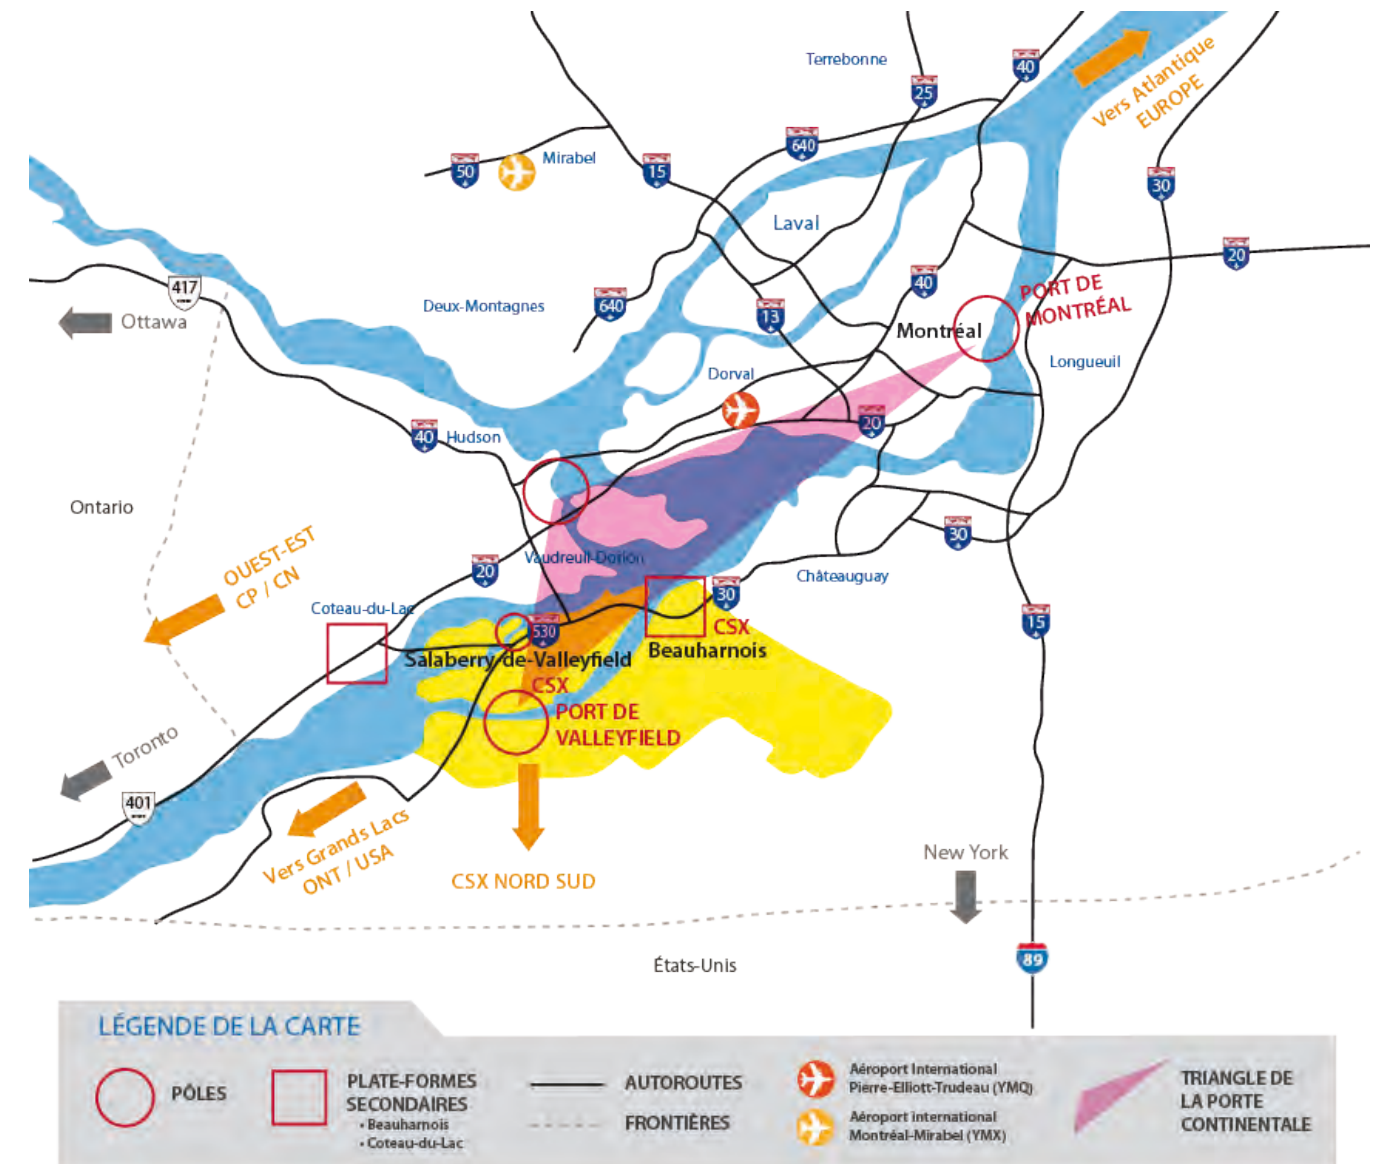 Terrebonne
40
25
Vers Atlantique
EUROPE
640
Mirabel
50
15
30
Laval
20
417
Ottawa
Deux-Montagnes
640
40
13
PORT DE
MONTRÉAL
Montréal
Longueuil
Dorval
20
40
Hudson
Ontario
30
OUEST-EST
CP / CN
Vaudreuil-Dorion
20
Châteauguay
30
Coteau-du-Lac
15
530
CSX
Beauharnois
Salaberry-de-Valleyfield
CSX
PORT DE
VALLEYFIELD
Toronto
401
Vers Grands Lacs
ONT / USA
CSX NORD SUD
New York
États-Unis
89
LÉGENDE DE LA CARTE
PÔLES
PLATE-FORMES
SECONDAIRES
• Beauharnois
• Coteau-du-Lac
AUTOROUTES
FRONTIÈRES
Aéroport International
Pierre-Elliott-Trudeau (YMQ)
Aéroport international
Montréal-Mirabel (YMX)
TRIANGLE DE
LA PORTE
CONTINENTALE